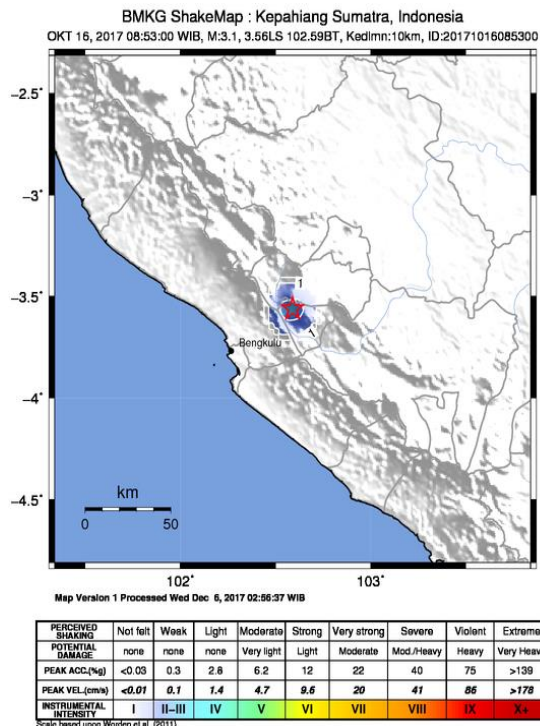 BMKG ShakeMap : Kepahiang Sumatra, Indonesia
OKT 16, 2017 08:53:00 WIB, M:3.1, 3.56LS 102.59BT, Kedlmn:10km, ID:20171016085300
−2.5˚
−3˚
1
−3.5˚
1
Bengkulu
−4˚
km
0 50
−4.5˚
102˚ 103˚
Map Version 1 Processed Wed Dec 6, 2017 02:56:37 WIB
PERCEIVED SHAKING Not felt Weak Light Moderate Strong Very strong Severe Violent Extreme
POTENTIAL DAMAGE none none none Very light Light Moderate Mod./Heavy Heavy Very Heavy
PEAK ACC.(%g) <0.03 0.3 2.8 6.2 12 22 40 75 >139
PEAK VEL.(cm/s) <0.01 0.1 1.4 4.7 9.6 20 41 86 >178
INSTRUMENTAL INTENSITY I II−III IV V VI VII VIII IX X+
Scale based upon Worden et al. (2011)